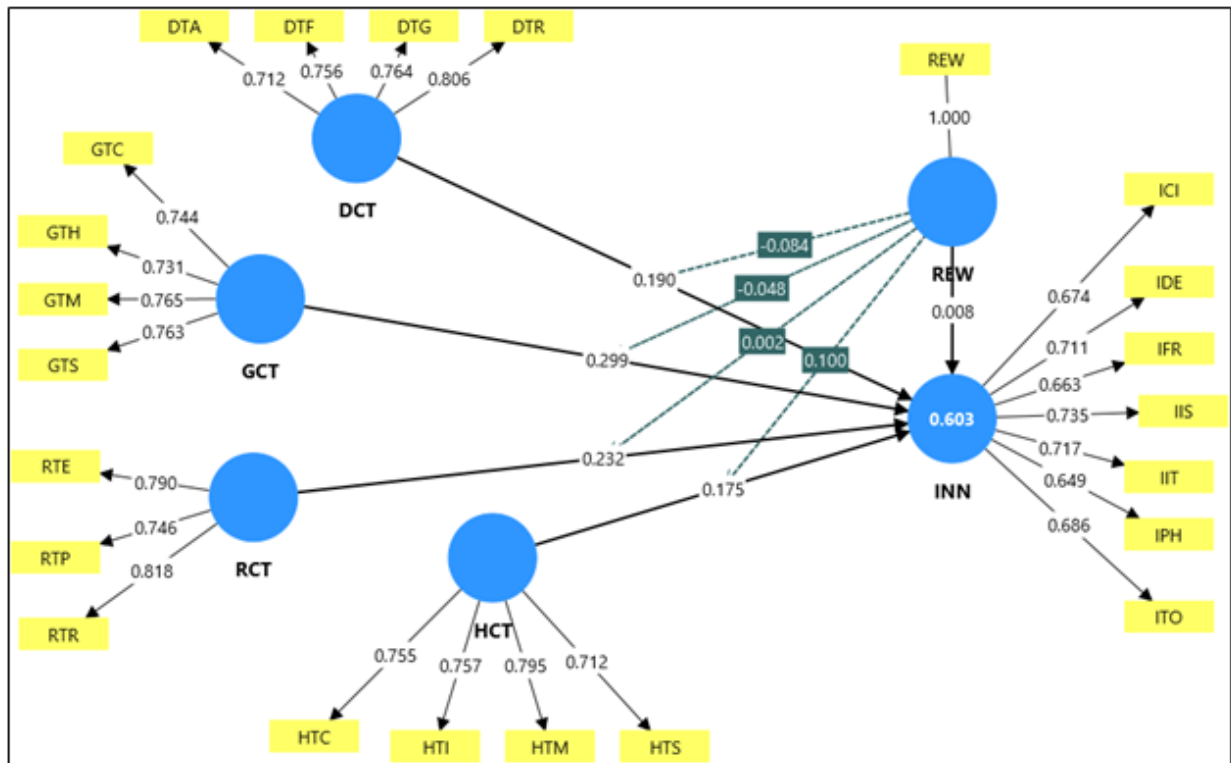 DTA
DTF
DTG
DTR
0.712
0.756
0.764
0.806
DCT
REW
1.000
REW
GTC
GTH
GTM
GTS
0.744
0.731
0.765
0.763
GCT
0.190
0.299
0.232
0.175
-0.084
-0.048
0.002
0.100
0.008
0.603
INN
ICI
IDE
IFR
IIS
IIT
IPH
ITO
0.674
0.711
0.663
0.735
0.717
0.649
0.686
RTE
RTP
RTR
0.790
0.746
0.818
RCT
HCT
0.755
0.757
0.795
0.712
HTC
HTI
HTM
HTS